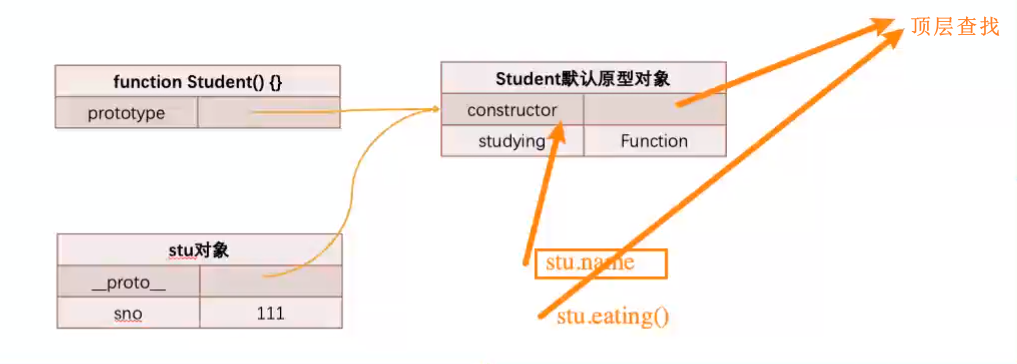 顶层查找
function Student() {}
prototype
Student默认原型对象
constructor
studying Function
stu对象
__proto__
sno 111
stu.name
stu.eating()